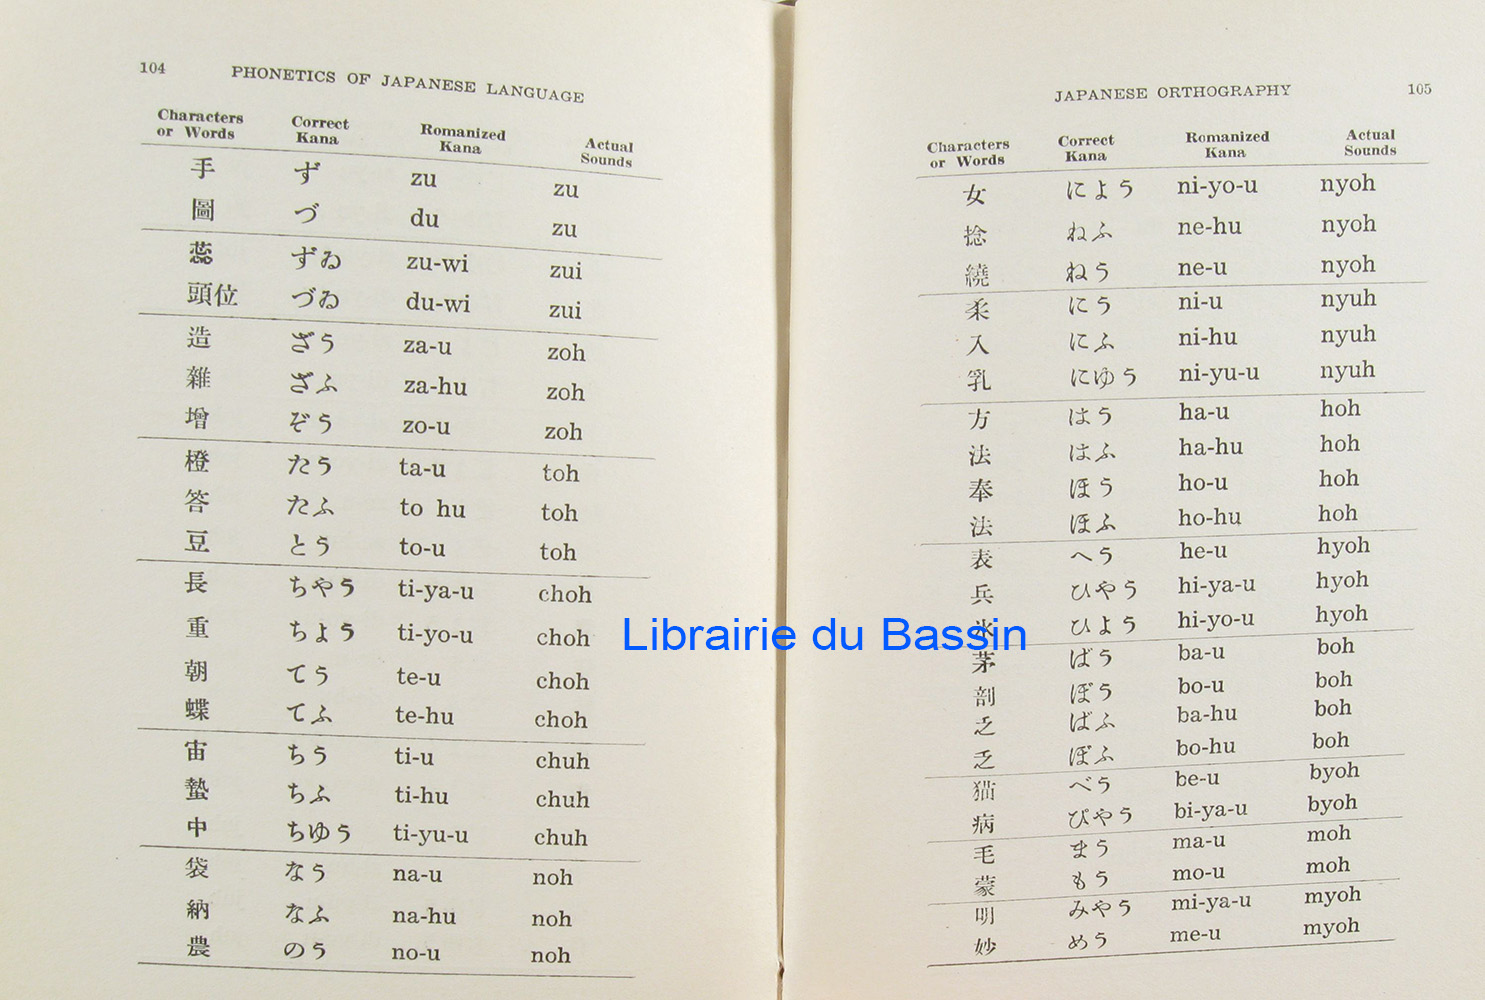 104 PHONETICS OF JAPANESE LANGUAGE
Characters or Words Correct Kana Romanized Kana Actual Sounds
手 ず zu zu
圖 づ du zu
蕊 ずゐ zu-wi zui
頭位 づゐ du-wi zui
造 ざう za-u zoh
雜 ざふ za-hu zoh
增 ぞう zo-u zoh
橙 たう ta-u toh
答 たふ to hu toh
豆 とう to-u toh
長 ちやう ti-ya-u choh
重 ちよう ti-yo-u choh
朝 てう te-u choh
蝶 てふ te-hu choh
宙 ちう ti-u chuh
蟄 ちふ ti-hu chuh
中 ちゆう ti-yu-u chuh
袋 なう na-u noh
納 なふ na-hu noh
農 のう no-u noh
JAPANESE ORTHOGRAPHY 105
Characters or Words Correct Kana Romanized Kana Actual Sounds
女 によう ni-yo-u nyoh
捻 ねふ ne-hu nyoh
繞 ねう ne-u nyoh
柔 にう ni-u nyuh
入 にふ ni-hu nyuh
乳 にゆう ni-yu-u nyuh
方 はう ha-u hoh
法 はふ ha-hu hoh
奉 ほう ho-u hoh
法 ほふ ho-hu hoh
表 へう he-u hyoh
兵 ひやう hi-ya-u hyoh
氷 ひよう hi-yo-u hyoh
茅 ばう ba-u boh
剖 ぼう bo-u boh
乏 ばふ ba-hu boh
乏 ぼふ bo-hu boh
猫 べう be-u byoh
病 びやう bi-ya-u byoh
毛 まう ma-u moh
蒙 もう mo-u moh
明 みやう mi-ya-u myoh
妙 めう me-u myoh
Librairie du Bassin